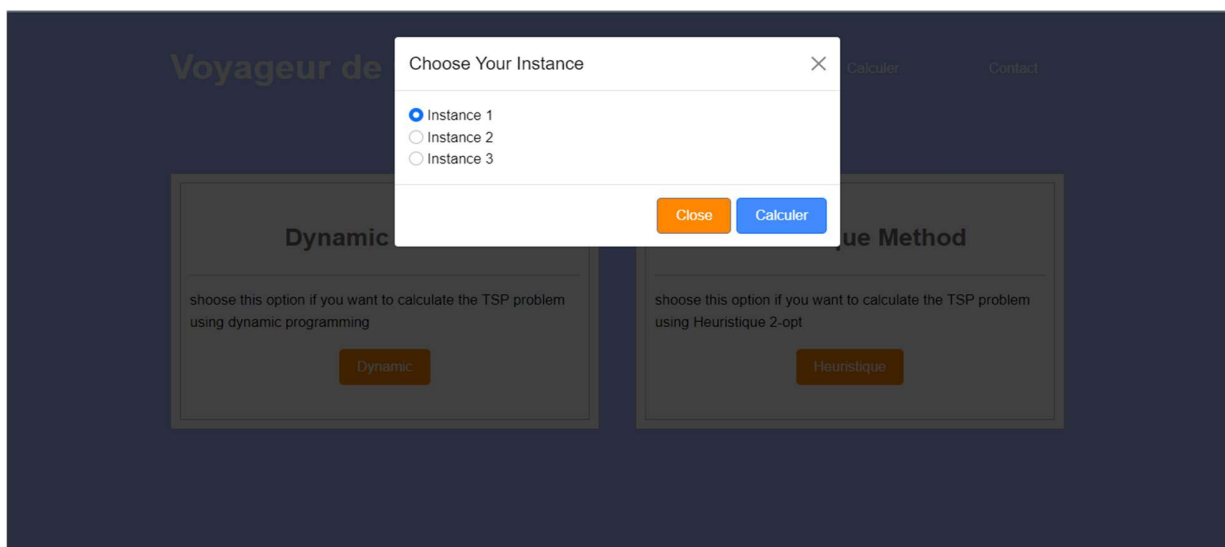 Voyageur de
Choose Your Instance
Calculer
Contact
Instance 1
Instance 2
Instance 3
Close
Calculer
Dynamic
ue Method
shoose this option if you want to calculate the TSP problem
using dynamic programming
shoose this option if you want to calculate the TSP problem
using Heuristique 2-opt
Dynamic
Heuristique